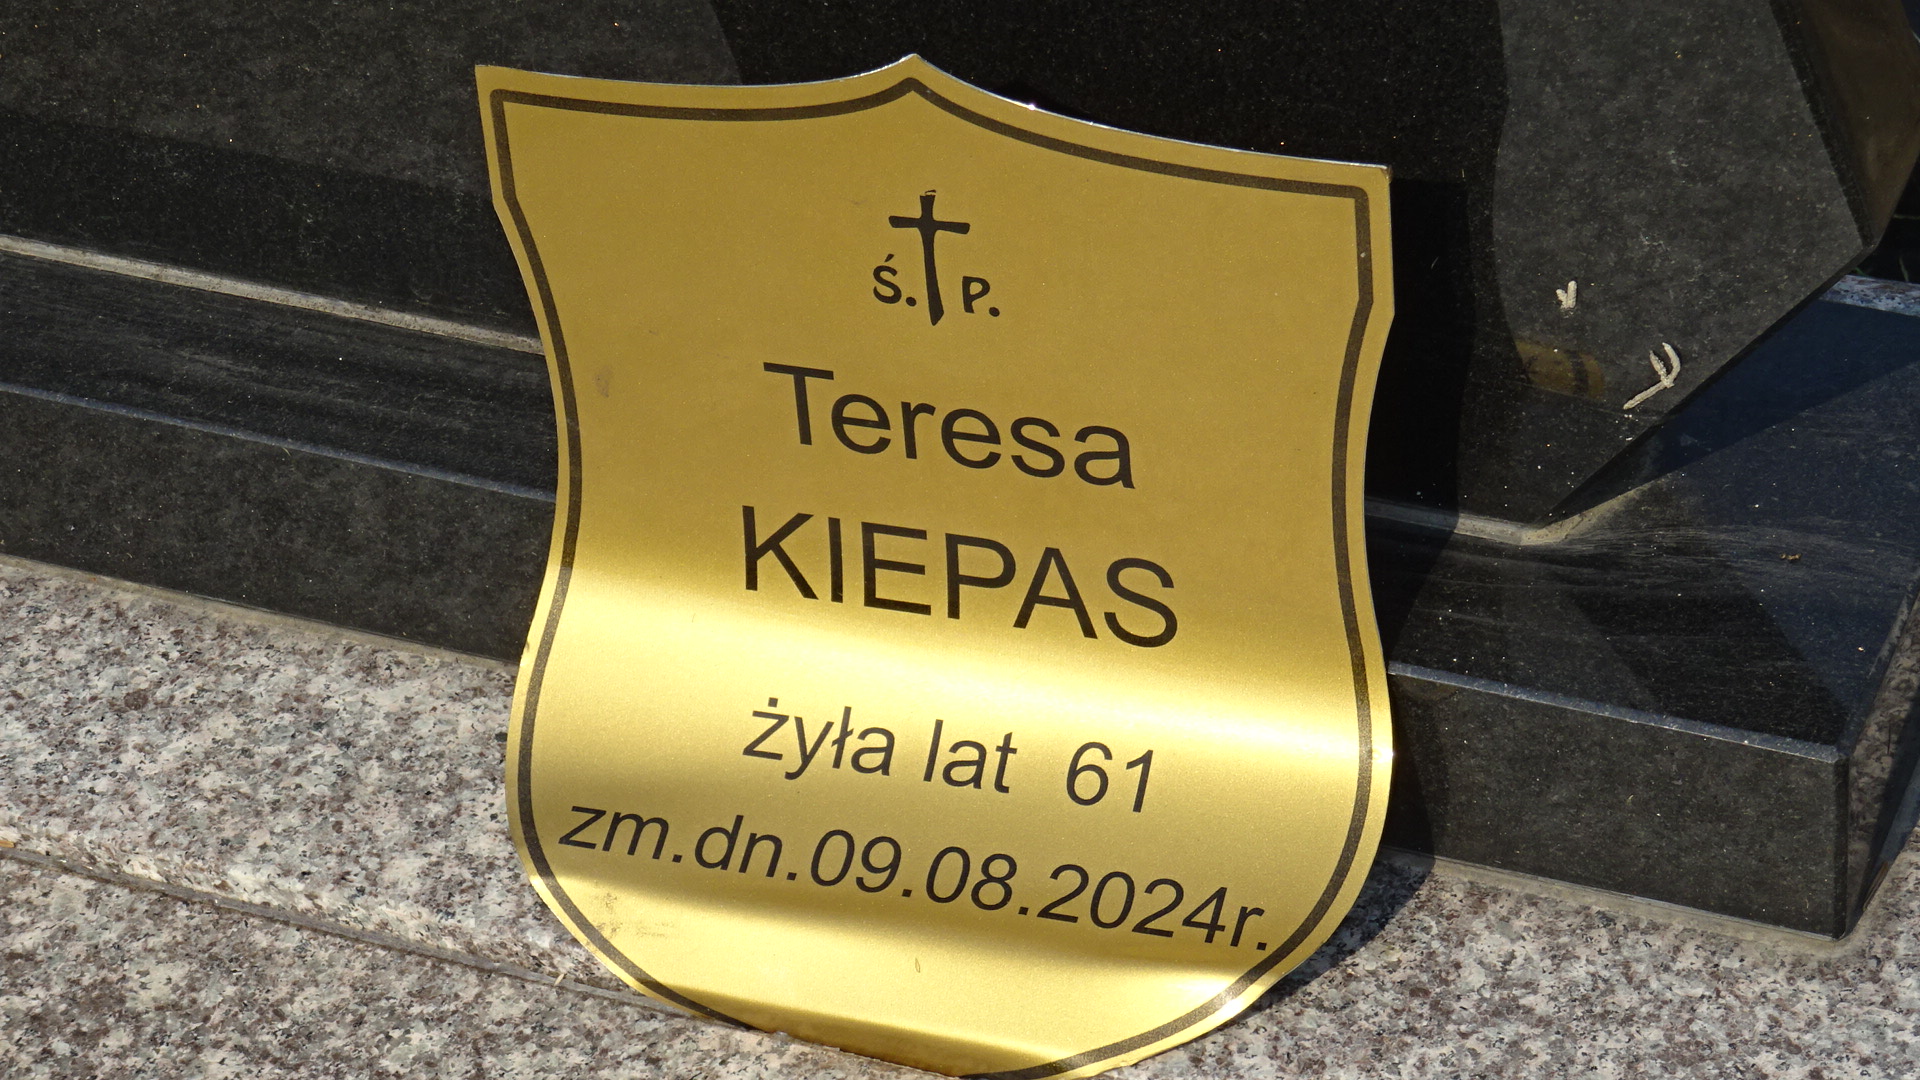 Ś. P.
Teresa
KIEPAS
żyła lat 61
zm.dn.09.08.2024r.